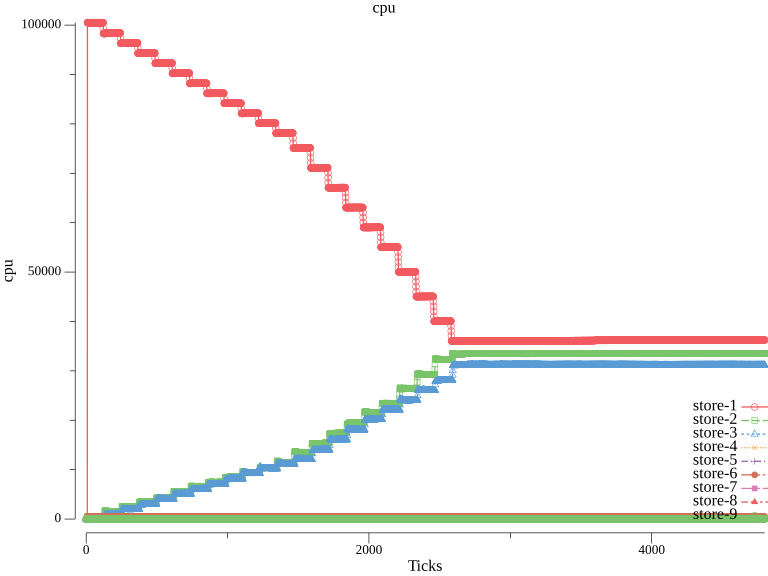 cpu
100000
50000
0
cpu
store-1
store-2
store-3
store-4
store-5
store-6
store-7
store-8
store-9
0
2000
4000
Ticks